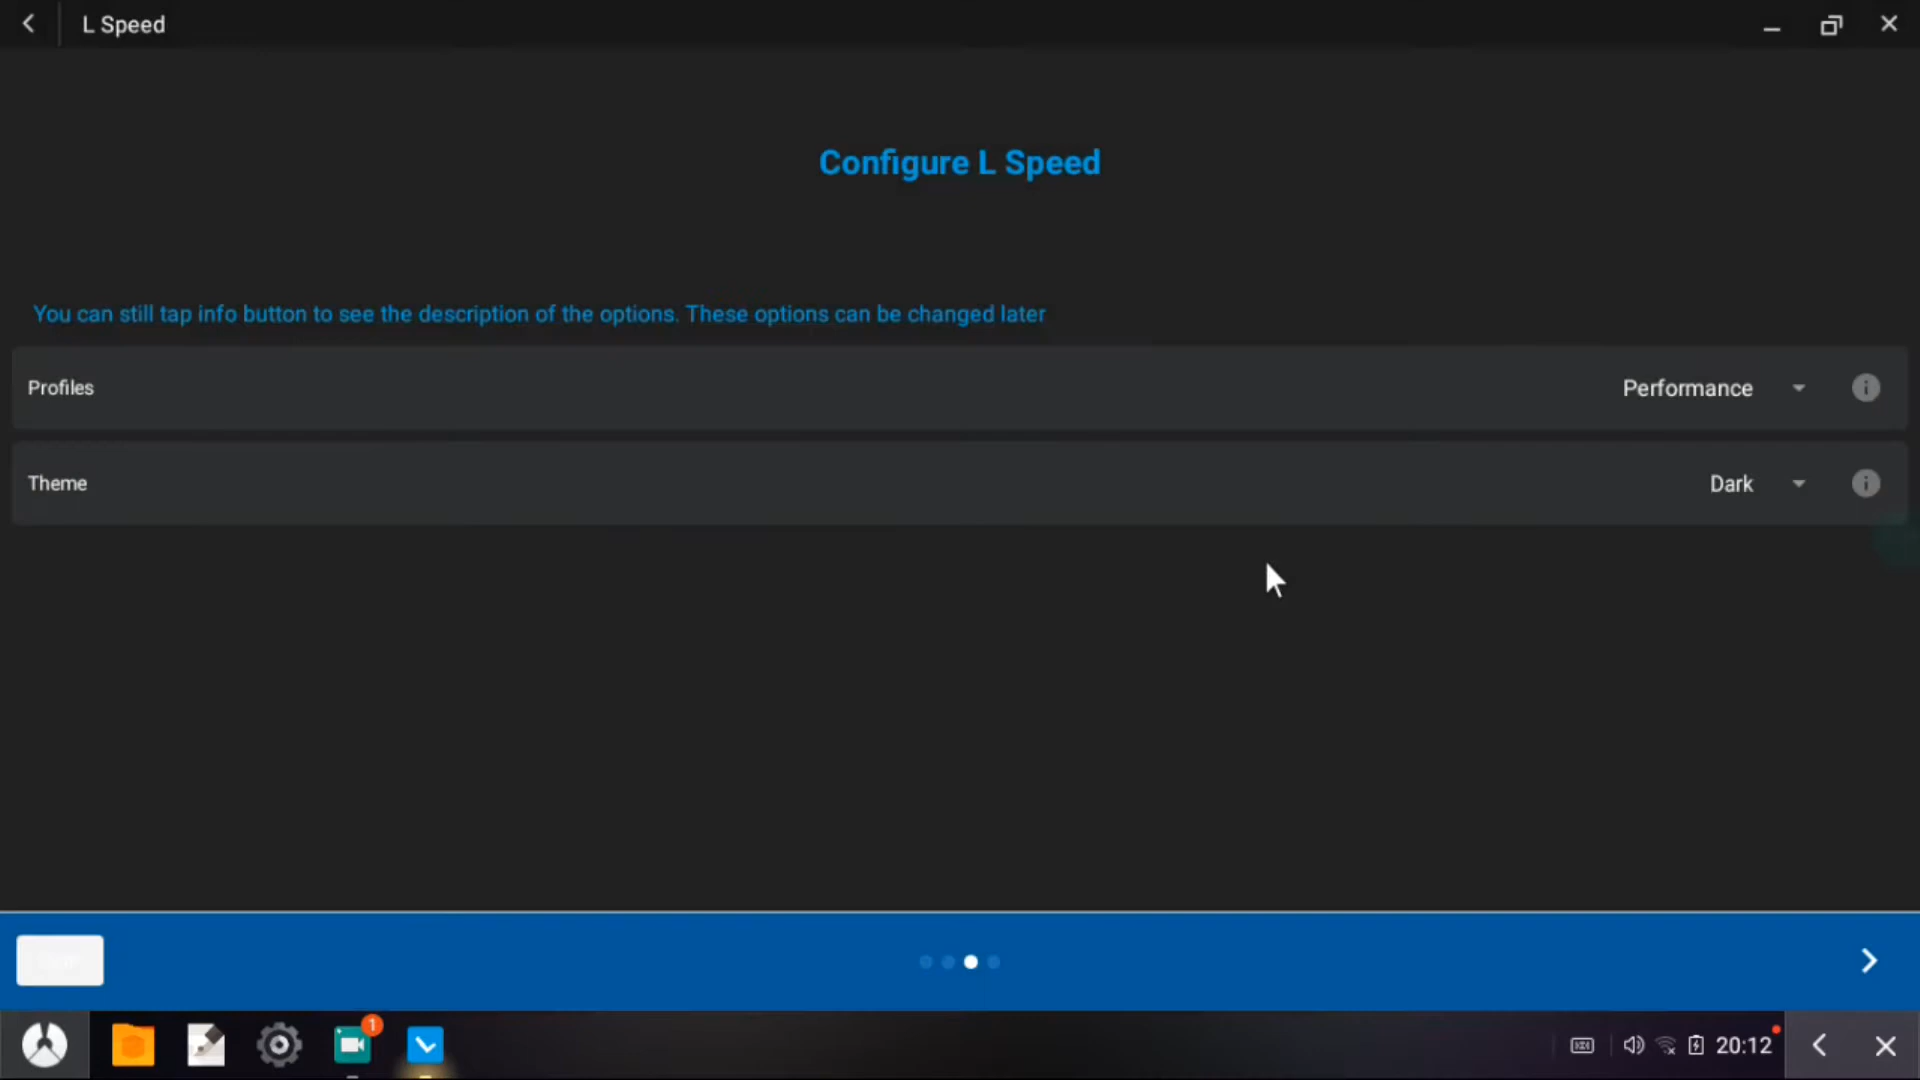 L Speed
Configure L Speed
You can still tap info button to see the description of the options. These options can be changed later
Profiles
Performance
Theme
Dark
1
20:12